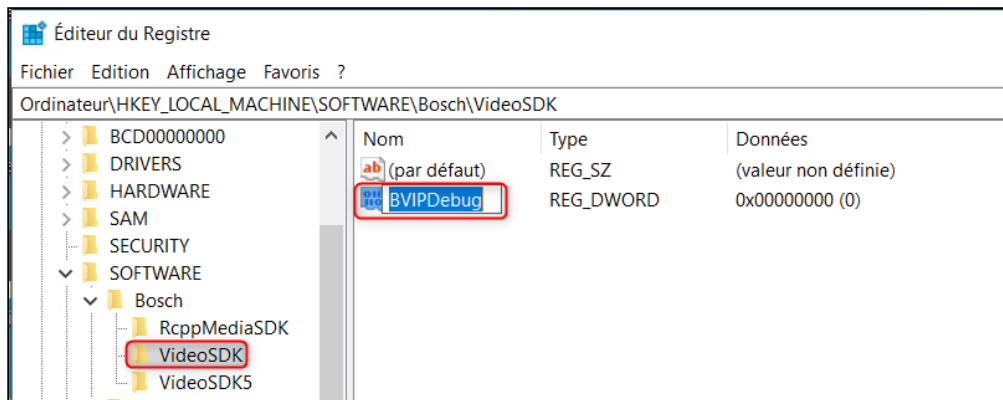 Éditeur du Registre
Fichier Edition Affichage Favoris ?
Ordinateur\HKEY_LOCAL_MACHINE\SOFTWARE\Bosch\VideoSDK
BCD00000000
DRIVERS
HARDWARE
SAM
SECURITY
SOFTWARE
Bosch
RcppMediaSDK
VideoSDK
VideoSDK5
Nom Type Données
(par défaut) REG_SZ (valeur non définie)
BVIPDebug REG_DWORD 0x00000000 (0)